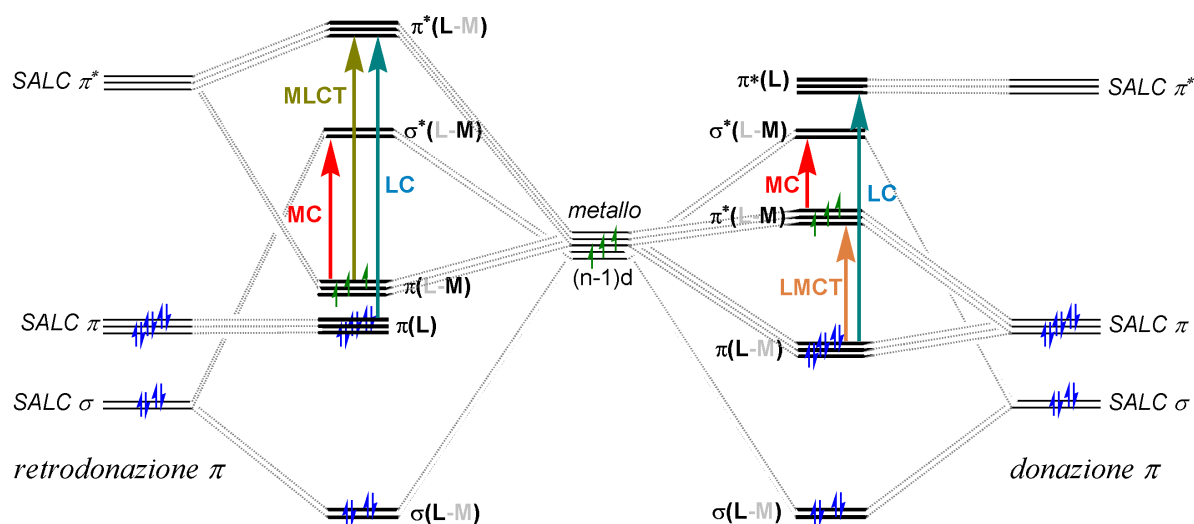 π*(L-M)
SALC π*
MLCT
σ*(L-M)
LC
MC
π(L-M)
SALC π
π(L)
SALC σ
retrodonazione π
σ(L-M)
metallo
(n-1)d
π*(L)
SALC π*
σ*(L-M)
MC
LC
π*(L-M)
LMCT
SALC π
π(L-M)
SALC σ
donazione π
σ(L-M)